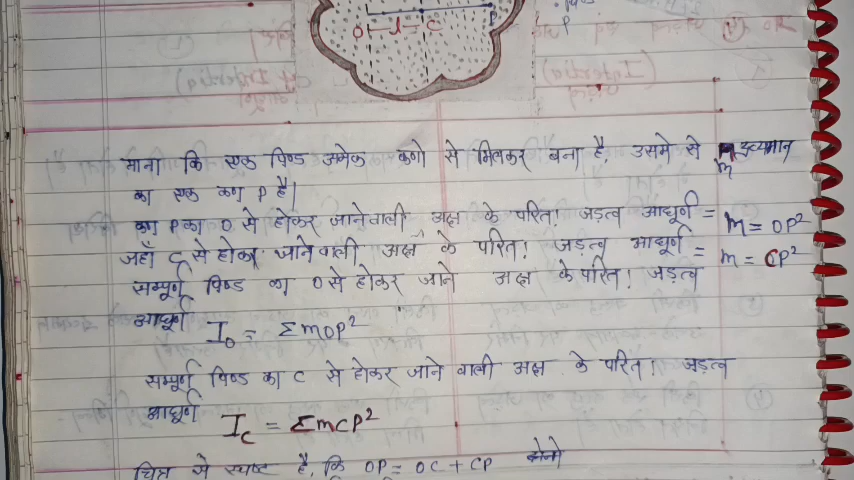 O d C P
माना कि एक पिण्ड अनेक कणो से मिलकर बना है, उसमे से m द्रव्यमान
का एक कण P है।
कण P का O से होकर जानेवाली अक्ष के परित! जड़त्व आघूर्ण = m = OP²
जहाँ C से होकर जाने वाली अक्ष के परित! जड़त्व आघूर्ण = m = CP²
सम्पूर्ण पिण्ड का O से होकर जाने अक्ष के परित! जड़त्व
आघूर्ण I₀ = ΣmOP²
सम्पूर्ण पिण्ड का C से होकर जाने वाली अक्ष के परित! जड़त्व
आघूर्ण
I_C = ΣmCP²
चित्र से स्पष्ट है, कि OP = OC + CP